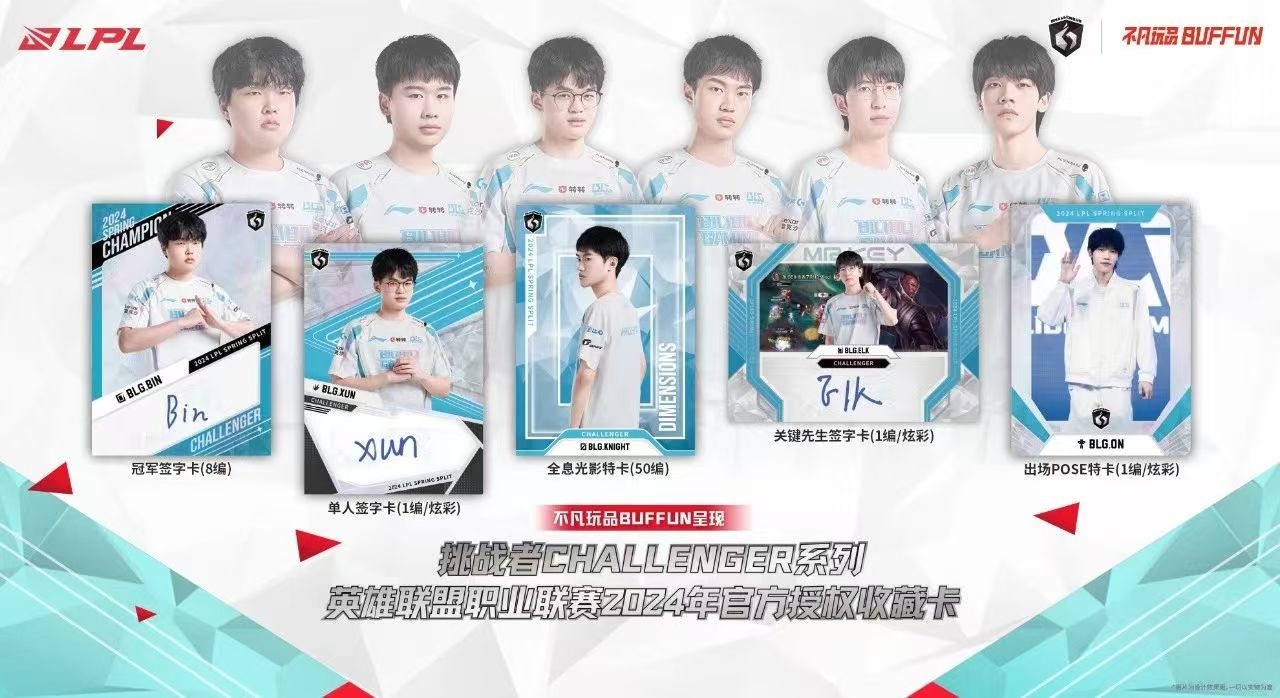 LPL
不凡玩品 BUFFUN
2024
SPRING
CHAMPION
2024 LPL SPRING SPLIT
BLG.BIN
Bin
CHALLENGER
冠军签字卡(8编)
BLG.XUN
CHALLENGER
xun
2024 LPL SPRING SPLIT
单人签字卡(1编/炫彩)
2024 LPL SPRING SPLIT
DIMENSIONS
CHALLENGER
BLG.KNIGHT
全息光影特卡(50编)
MR.KEY
BLG.ELK
CHALLENGER
Elk
关键先生签字卡(1编/炫彩)
2024 LPL SPRING SPLIT
BLG.ON
出场POSE特卡(1编/炫彩)
不凡玩品BUFFUN呈现
挑战者CHALLENGER系列
英雄联盟职业联赛2024年官方授权收藏卡